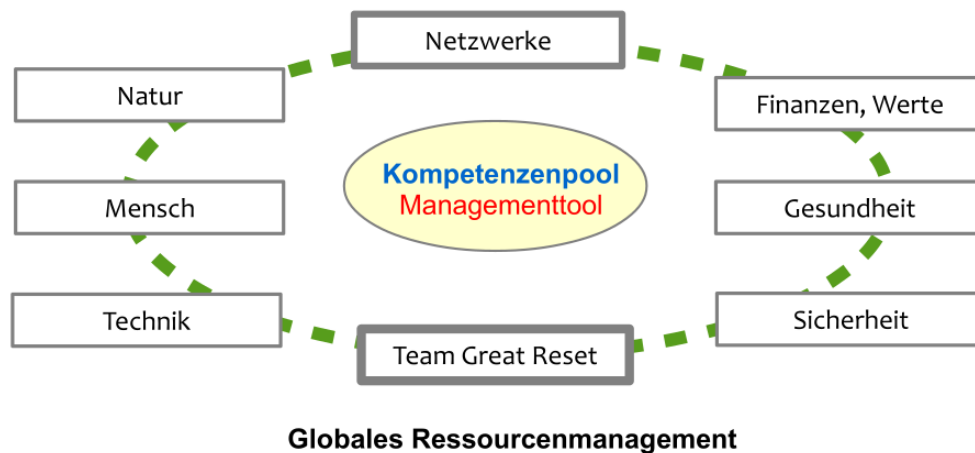 Netzwerke
Natur
Finanzen, Werte
Kompetenzenpool
Managementtool
Mensch
Gesundheit
Technik
Sicherheit
Team Great Reset
Globales Ressourcenmanagement